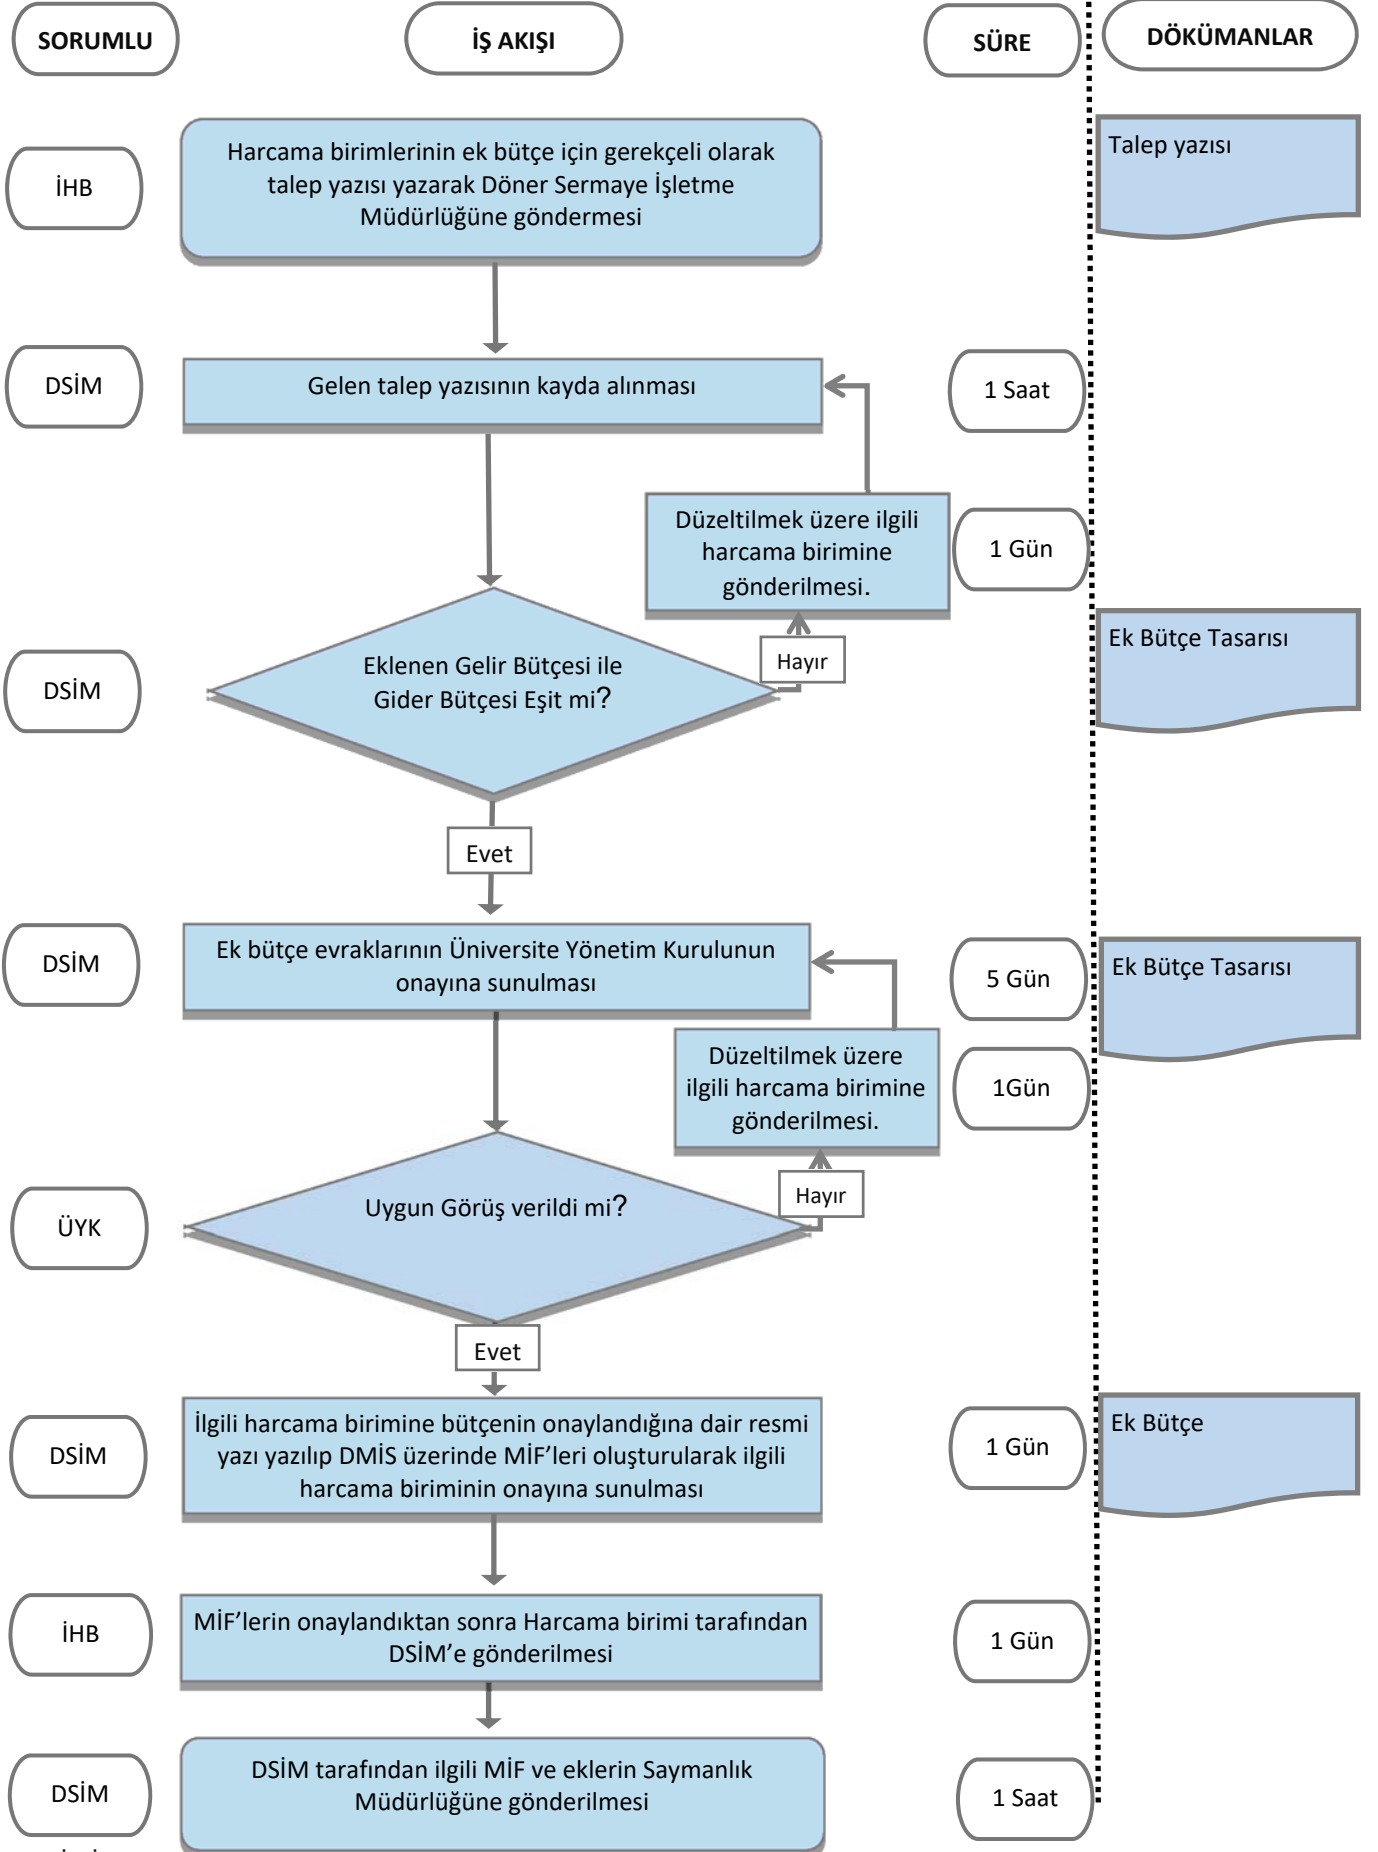 SORUMLU
İŞ AKIŞI
SÜRE
DÖKÜMANLAR
İHB
Harcama birimlerinin ek bütçe için gerekçeli olarak
talep yazısı yazarak Döner Sermaye İşletme
Müdürlüğüne göndermesi
Talep yazısı
DSİM
Gelen talep yazısının kayda alınması
1 Saat
Düzeltilmek üzere ilgili
harcama birimine
gönderilmesi.
1 Gün
DSİM
Eklenen Gelir Bütçesi ile
Gider Bütçesi Eşit mi?
Hayır
Ek Bütçe Tasarısı
Evet
DSİM
Ek bütçe evraklarının Üniversite Yönetim Kurulunun
onayına sunulması
5 Gün
Ek Bütçe Tasarısı
Düzeltilmek üzere
ilgili harcama birimine
gönderilmesi.
1Gün
ÜYK
Uygun Görüş verildi mi?
Hayır
Evet
DSİM
İlgili harcama birimine bütçenin onaylandığına dair resmi
yazı yazılıp DMİS üzerinde MİF’leri oluşturularak ilgili
harcama biriminin onayına sunulması
1 Gün
Ek Bütçe
İHB
MİF’lerin onaylandıktan sonra Harcama birimi tarafından
DSİM’e gönderilmesi
1 Gün
DSİM
DSİM tarafından ilgili MİF ve eklerin Saymanlık
Müdürlüğüne gönderilmesi
1 Saat